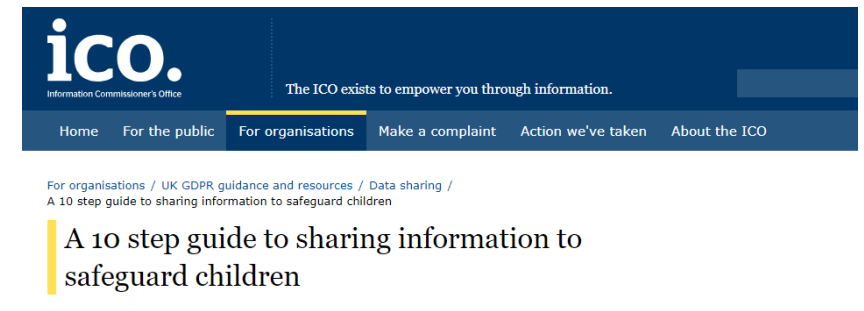 ico.
Information Commissioner's Office
The ICO exists to empower you through information.
Home For the public For organisations Make a complaint Action we've taken About the ICO
For organisations / UK GDPR guidance and resources / Data sharing /
A 10 step guide to sharing information to safeguard children
A 10 step guide to sharing information to
safeguard children